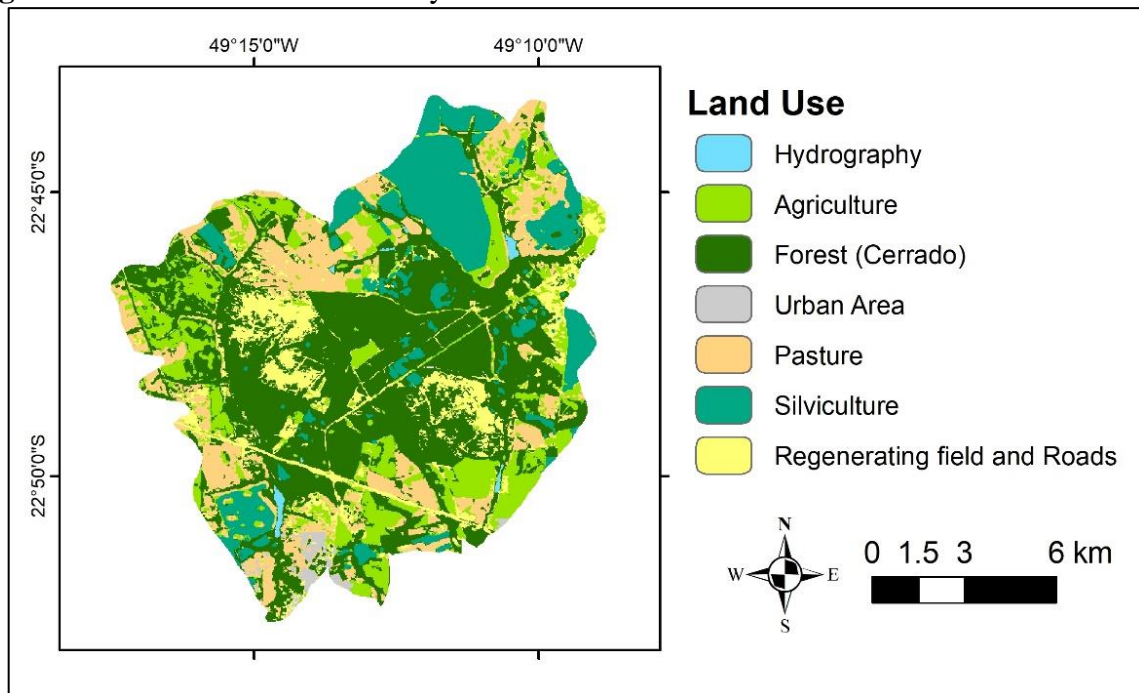 49°15'0"W 49°10'0"W
22°45'0"S
22°50'0"S
Land Use
Hydrography
Agriculture
Forest (Cerrado)
Urban Area
Pasture
Silviculture
Regenerating field and Roads
N
W E
S
0 1.5 3 6 km